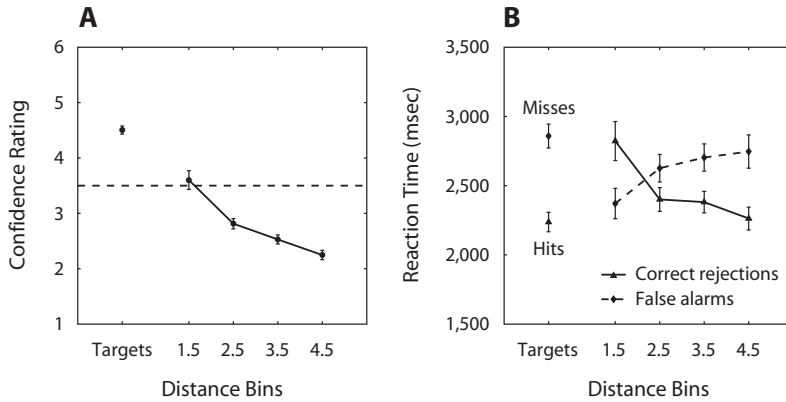 A
6
5
4
3
2
1
Confidence Rating
Targets 1.5 2.5 3.5 4.5
Distance Bins
B
3,500
3,000
2,500
2,000
1,500
Reaction Time (msec)
Misses
Hits
Correct rejections
False alarms
Targets 1.5 2.5 3.5 4.5
Distance Bins